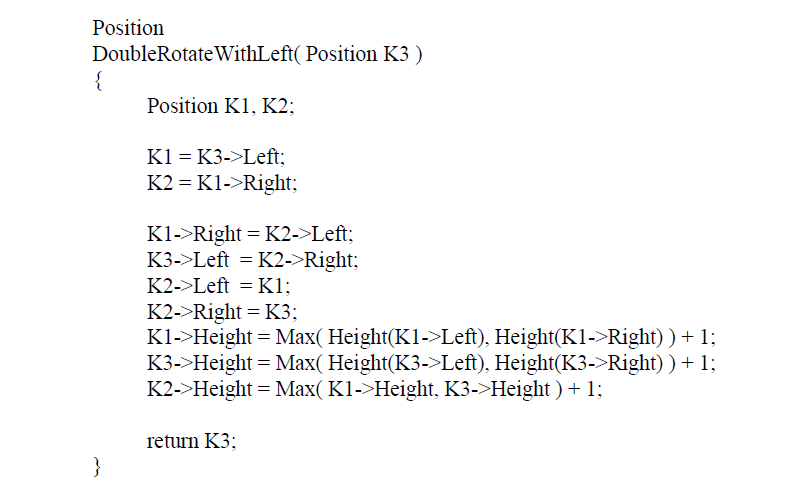 Position
DoubleRotateWithLeft( Position K3 )
{
Position K1, K2;
K1 = K3->Left;
K2 = K1->Right;
K1->Right = K2->Left;
K3->Left = K2->Right;
K2->Left = K1;
K2->Right = K3;
K1->Height = Max( Height(K1->Left), Height(K1->Right) ) + 1;
K3->Height = Max( Height(K3->Left), Height(K3->Right) ) + 1;
K2->Height = Max( K1->Height, K3->Height ) + 1;
return K3;
}